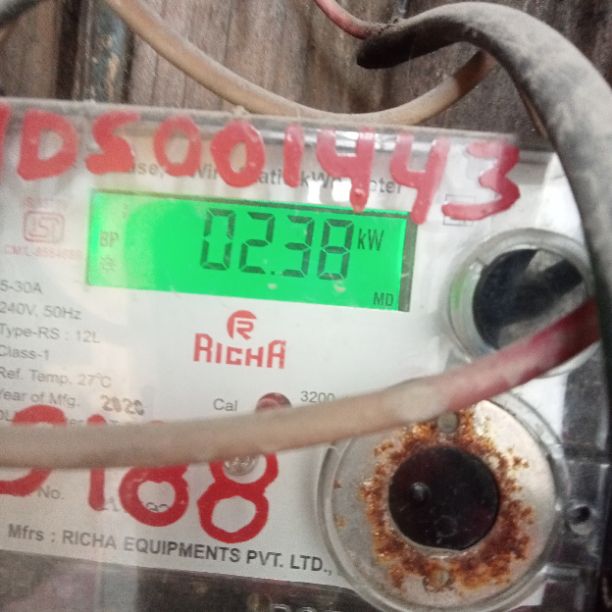 DS001443
BP 02.38 kW
MD
5-30A
240V, 50Hz
Type-RS : 12L
Class-1
Ref. Temp. 27°C
Year of Mfg. 2020
RICHA
Cal
3200
188
No.
Mfrs : RICHA EQUIPMENTS PVT. LTD.,